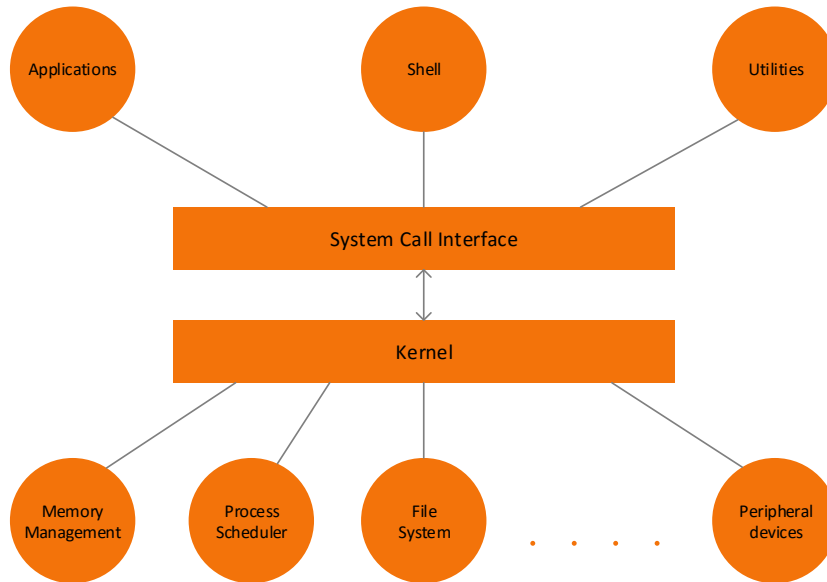 Applications
Shell
Utilities
System Call Interface
Kernel
Memory
Management
Process
Scheduler
File
System
. . . .
Peripheral
devices